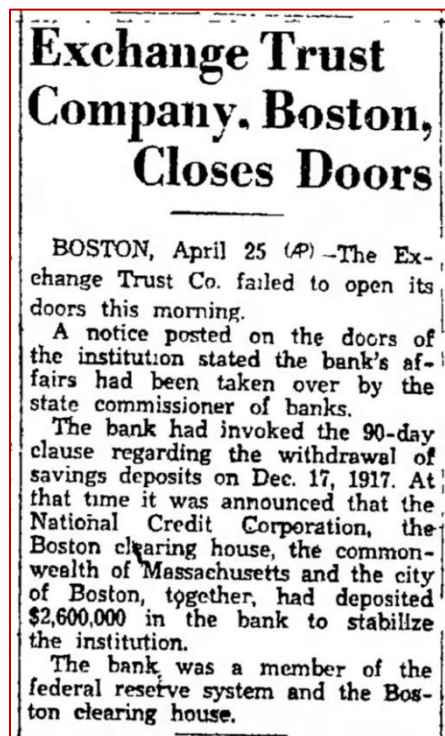 Exchange Trust
Company, Boston,
Closes Doors
BOSTON, April 25 (AP)—The Ex-
change Trust Co. failed to open its
doors this morning.
A notice posted on the doors of
the institution stated the bank's af-
fairs had been taken over by the
state commissioner of banks.
The bank had invoked the 90-day
clause regarding the withdrawal of
savings deposits on Dec. 17, 1917. At
that time it was announced that the
National Credit Corporation, the
Boston clearing house, the common-
wealth of Massachusetts and the city
of Boston, together, had deposited
$2,600,000 in the bank to stabilize
the institution.
The bank was a member of the
federal reserve system and the Bos-
ton clearing house.